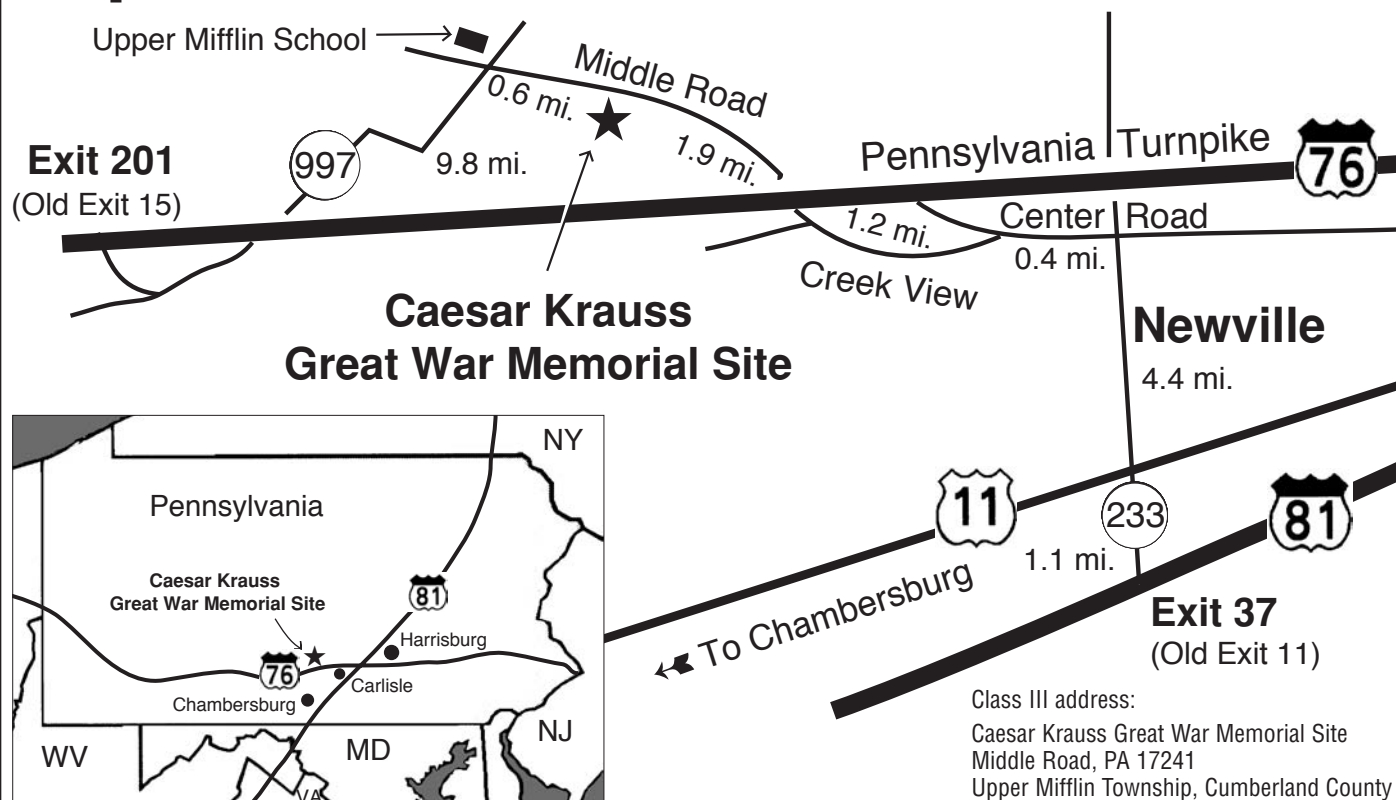 Upper Mifflin School
Middle Road
0.6 mi.
1.9 mi.
997
9.8 mi.
Exit 201
(Old Exit 15)
Pennsylvania Turnpike
76
1.2 mi.
Center Road
0.4 mi.
Creek View
Caesar Krauss
Great War Memorial Site
Newville
4.4 mi.
11
233
81
1.1 mi.
To Chambersburg
Exit 37
(Old Exit 11)
Class III address:
Caesar Krauss Great War Memorial Site
Middle Road, PA 17241
Upper Mifflin Township, Cumberland County
NY
Pennsylvania
Caesar Krauss
Great War Memorial Site
81
Harrisburg
76
Carlisle
Chambersburg
WV
MD
NJ
VA